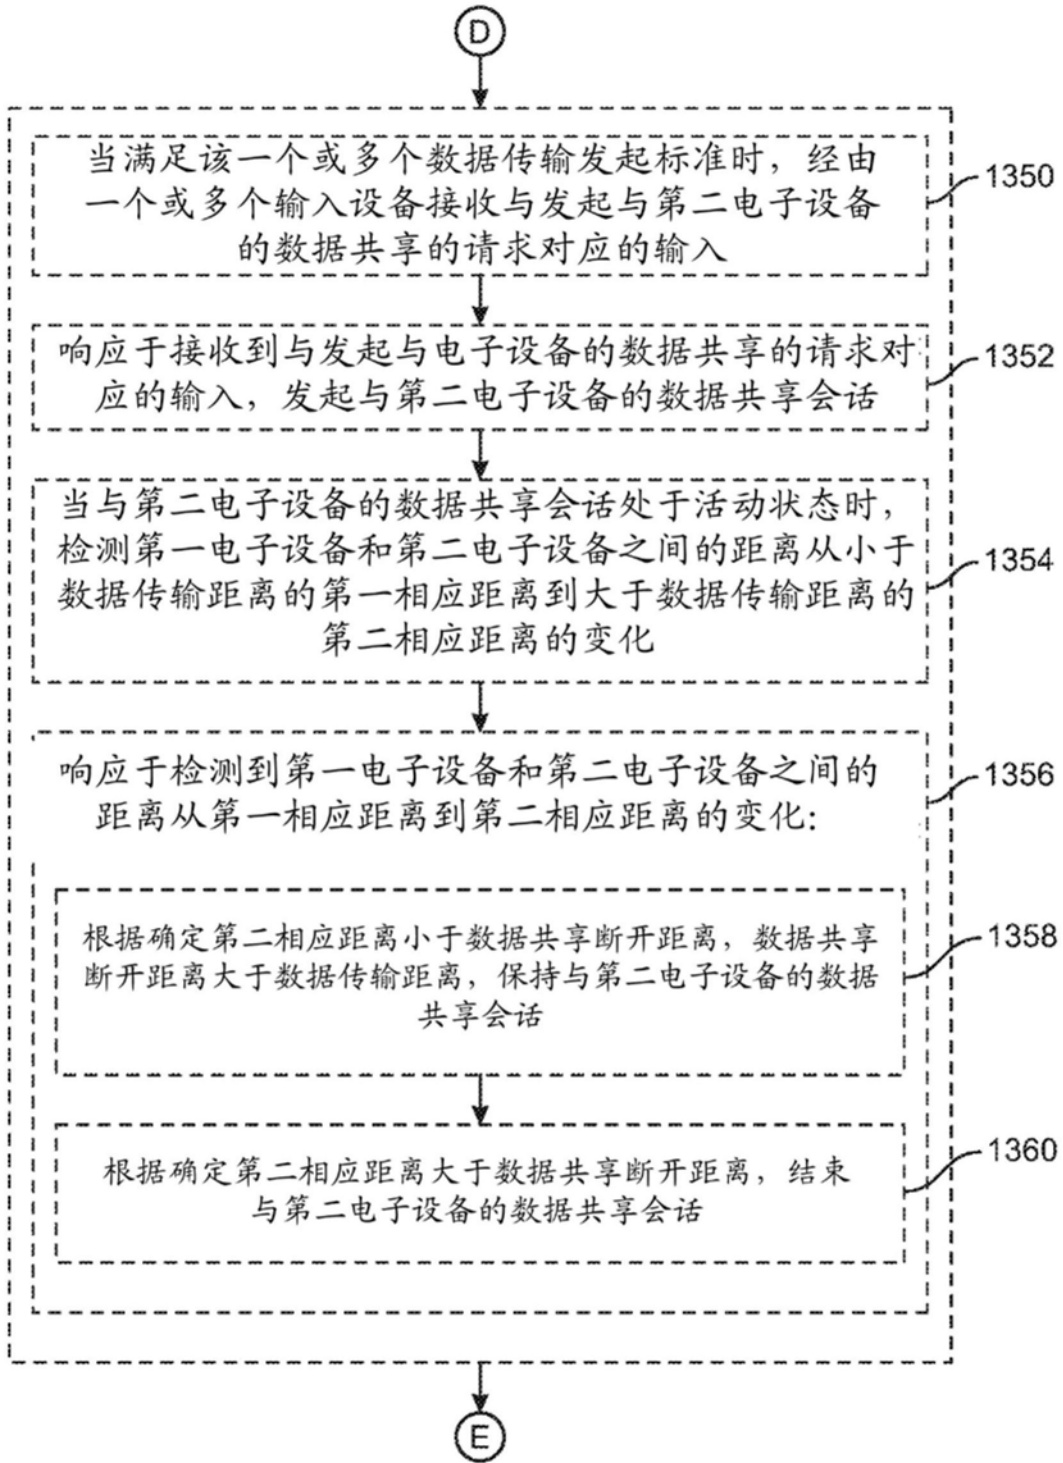 D
当满足该一个或多个数据传输发起标准时，经由
一个或多个输入设备接收与发起与第二电子设备
的数据共享的请求对应的输入
1350
响应于接收到与发起与电子设备的数据共享的请求对
应的输入，发起与第二电子设备的数据共享会话
1352
当与第二电子设备的数据共享会话处于活动状态时，
检测第一电子设备和第二电子设备之间的距离从小于
数据传输距离的第一相应距离到大于数据传输距离的
第二相应距离的变化
1354
响应于检测到第一电子设备和第二电子设备之间的
距离从第一相应距离到第二相应距离的变化：
1356
根据确定第二相应距离小于数据共享断开距离，数据共享
断开距离大于数据传输距离，保持与第二电子设备的数据
共享会话
1358
根据确定第二相应距离大于数据共享断开距离，结束
与第二电子设备的数据共享会话
1360
E